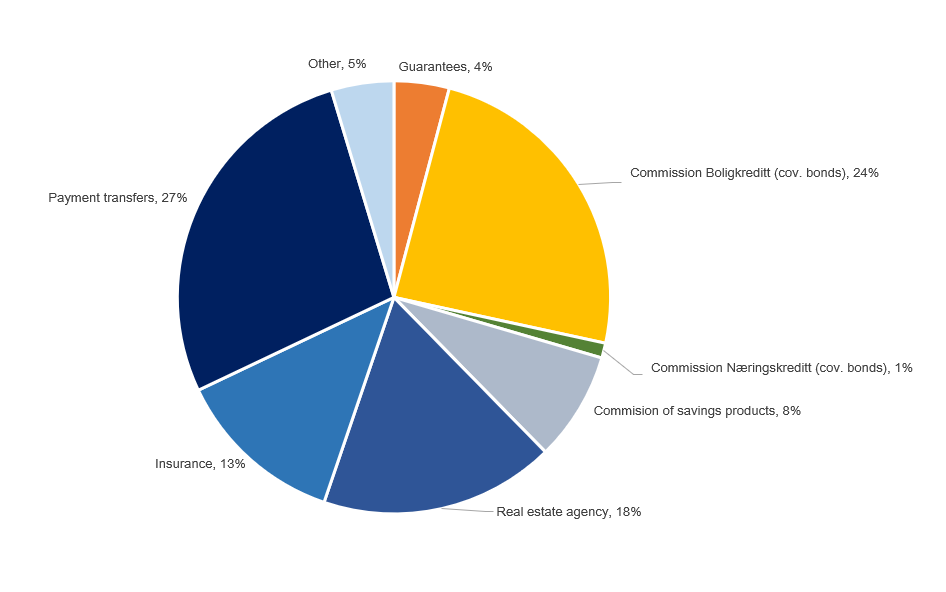 Other, 5%
Guarantees, 4%
Commission Boligkreditt (cov. bonds), 24%
Payment transfers, 27%
Commission Næringskreditt (cov. bonds), 1%
Commision of savings products, 8%
Insurance, 13%
Real estate agency, 18%